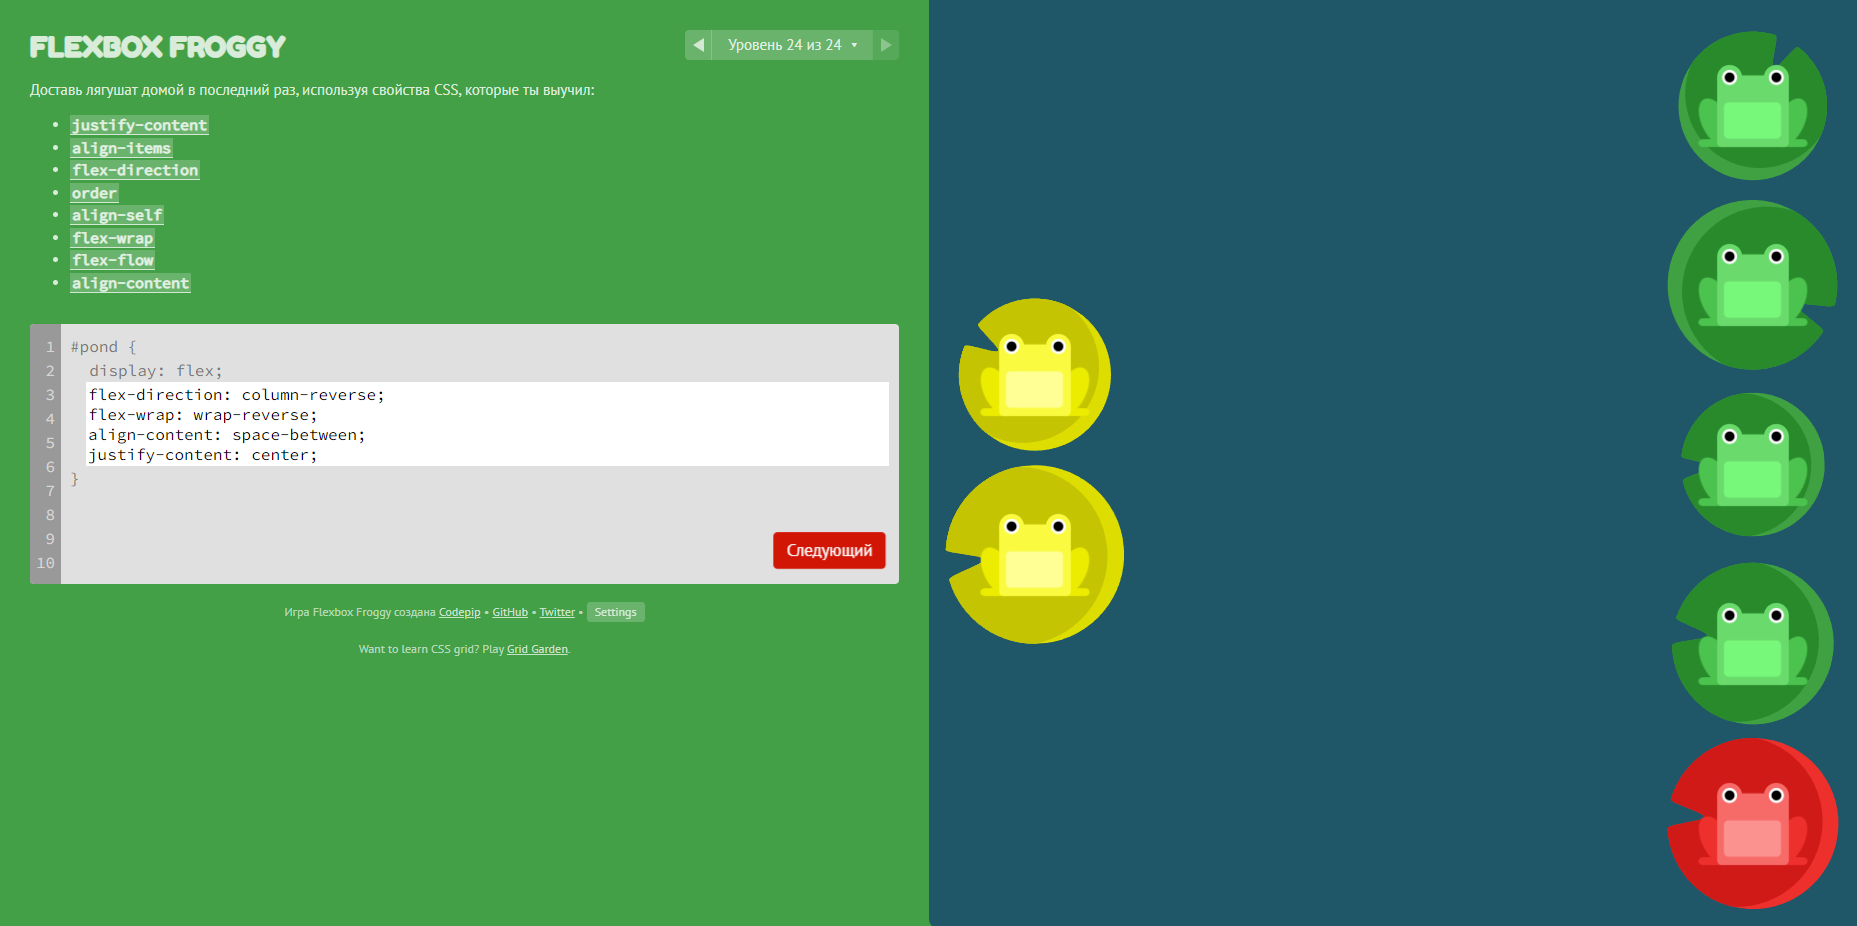 FLEXBOX FROGGY
Уровень 24 из 24
Доставь лягушат домой в последний раз, используя свойства CSS, которые ты выучил:
justify-content
align-items
flex-direction
order
align-self
flex-wrap
flex-flow
align-content
1 #pond {
2 display: flex;
3 flex-direction: column-reverse;
4 flex-wrap: wrap-reverse;
5 align-content: space-between;
6 justify-content: center;
7 }
8
9
10
Следующий
Игра Flexbox Froggy создана Codepip • GitHub • Twitter • Settings
Want to learn CSS grid? Play Grid Garden.